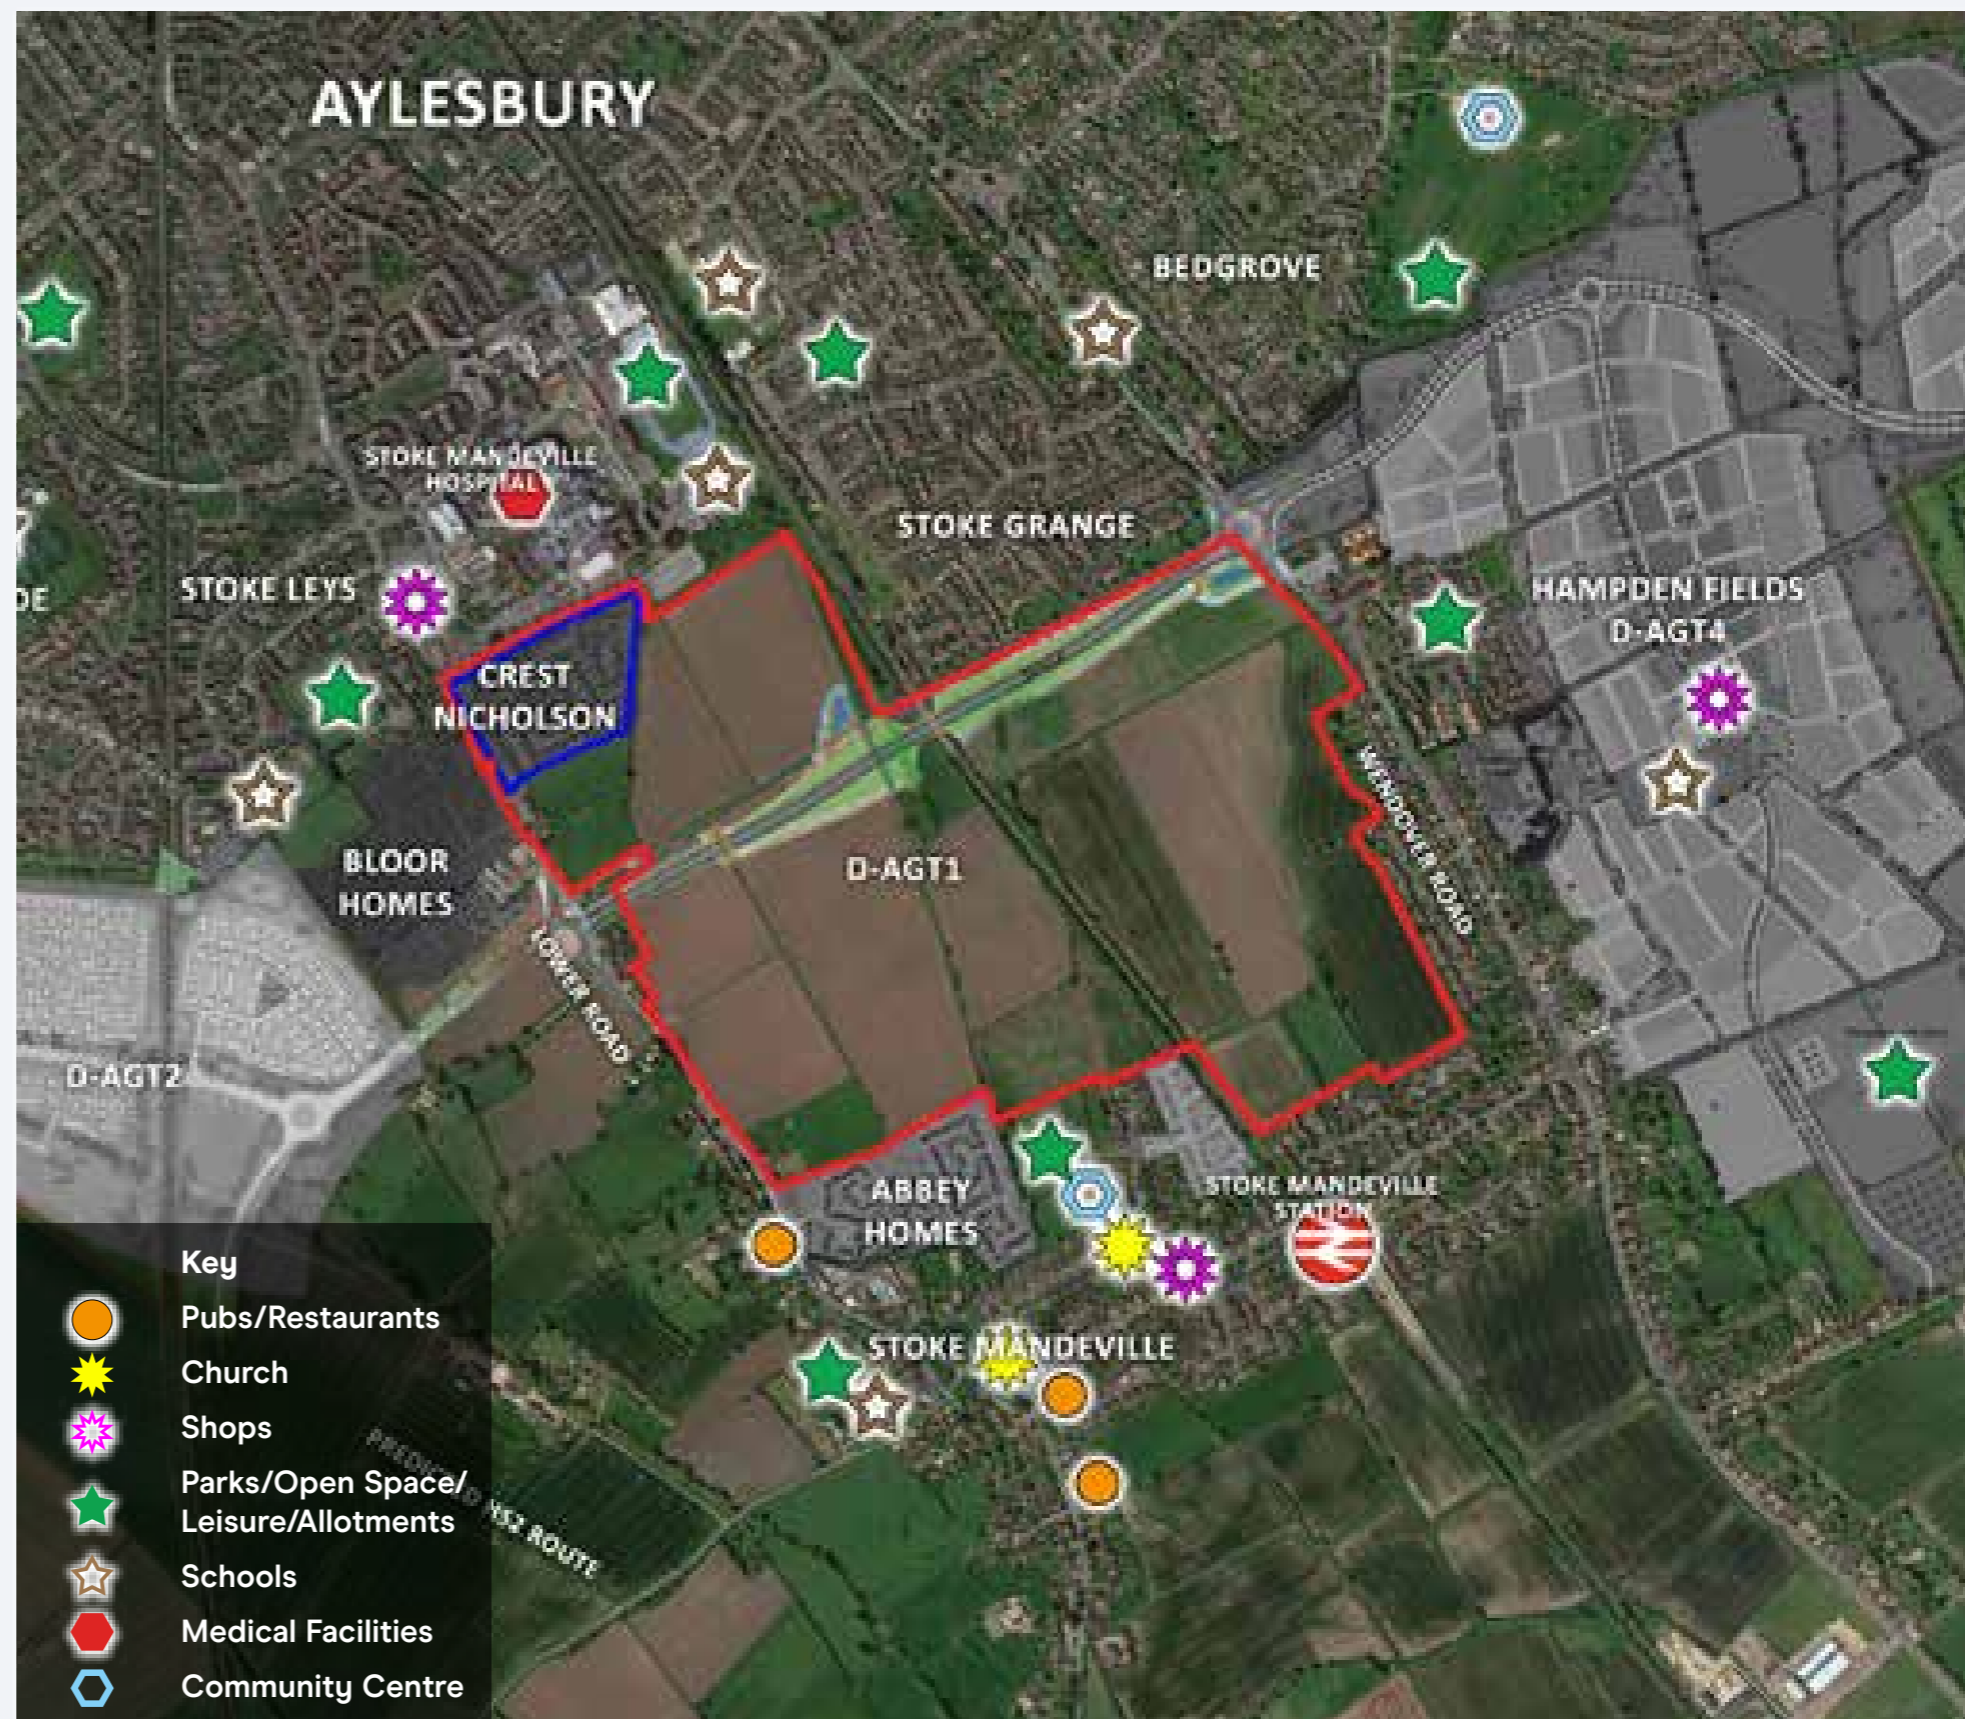 AYLESBURY
BEDGROVE
STOKE MANDEVILLE
HOSPITAL
STOKE GRANGE
STOKE LEYS
DE
HAMPDEN FIELDS
D-AGT4
CREST
NICHOLSON
WENDOVER ROAD
BLOOR
HOMES
D-AGT1
LOWER ROAD
D-AGT2
ABBEY
HOMES
STOKE MANDEVILLE
STATION
STOKE MANDEVILLE
PREDICTED HS2 ROUTE
Key
Pubs/Restaurants
Church
Shops
Parks/Open Space/
Leisure/Allotments
Schools
Medical Facilities
Community Centre